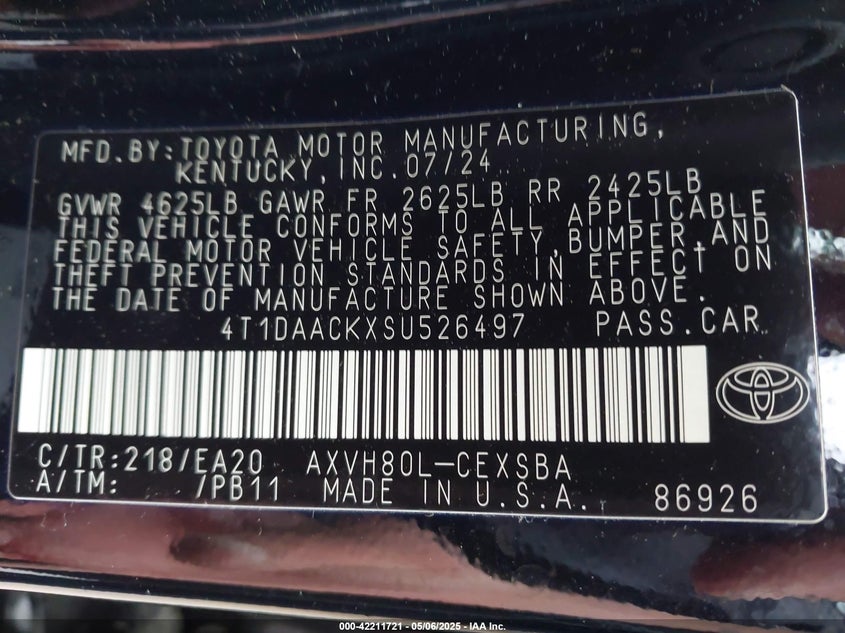 MFD.BY:TOYOTA MOTOR MANUFACTURING,
KENTUCKY,INC.07/24
GVWR 4625LB GAWR FR 2625LB RR 2425LB
THIS VEHICLE CONFORMS TO ALL APPLICABLE
FEDERAL MOTOR VEHICLE SAFETY,BUMPER,AND
THEFT PREVENTION STANDARDS IN EFFECT ON
THE DATE OF MANUFACTURE SHOWN ABOVE.
4T1DAACKXSU526497 PASS.CAR
C/TR:218/EA20 AXVH80L-CEXSBA
A/TM: /PB11 MADE IN U.S.A. 86926
000-42211721 - 05/06/2025 - IAA Inc.